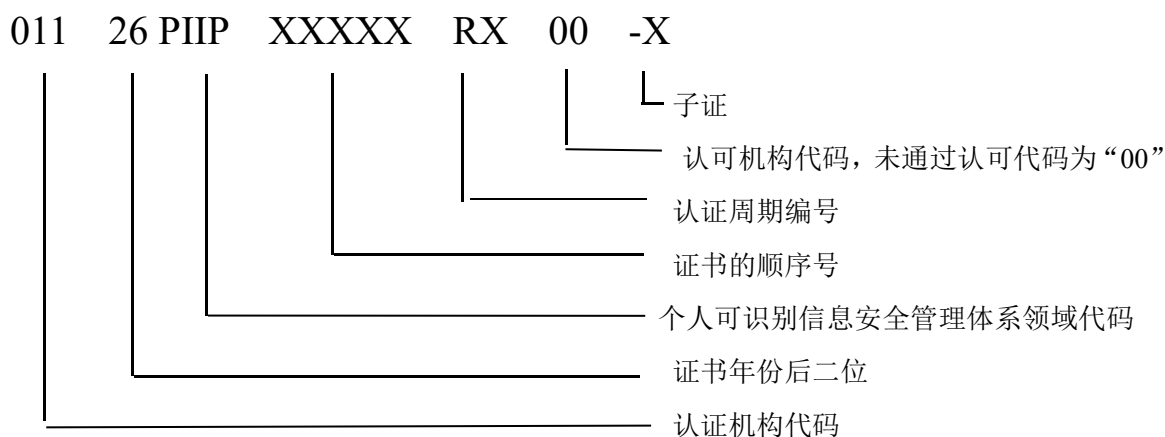 011 26 PIIP XXXXX RX 00 -X
子证
认可机构代码，未通过认可代码为“00”
认证周期编号
证书的顺序号
个人可识别信息安全管理体系领域代码
证书年份后二位
认证机构代码